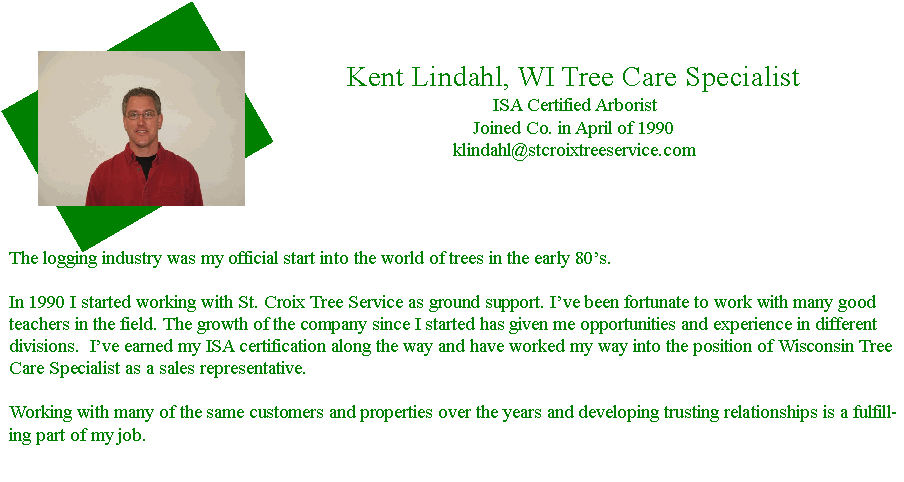 Kent Lindahl, WI Tree Care Specialist
ISA Certified Arborist
Joined Co. in April of 1990
klindahl@stcroixtreeservice.com
The logging industry was my official start into the world of trees in the early 80’s.
In 1990 I started working with St. Croix Tree Service as ground support. I’ve been fortunate to work with many good
teachers in the field. The growth of the company since I started has given me opportunities and experience in different
divisions.  I’ve earned my ISA certification along the way and have worked my way into the position of Wisconsin Tree
Care Specialist as a sales representative.
Working with many of the same customers and properties over the years and developing trusting relationships is a fulfill-
ing part of my job.